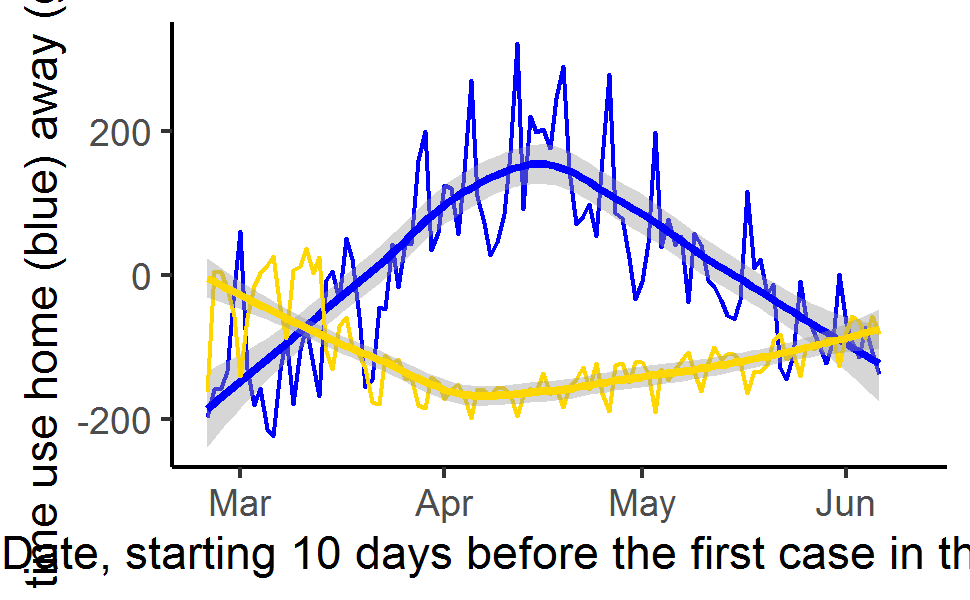 time use home (blue) away (
200
0
-200
Mar Apr May Jun
Date, starting 10 days before the first case in th